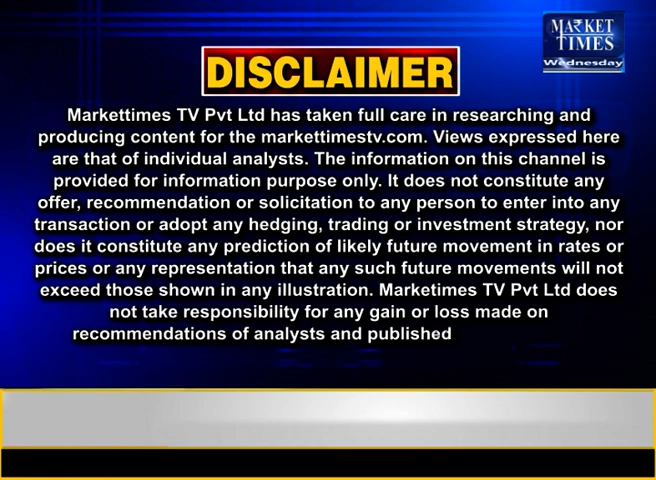 MARKET
TIMES
Wednesday
DISCLAIMER
Markettimes TV Pvt Ltd has taken full care in researching and
producing content for the markettimestv.com. Views expressed here
are that of individual analysts. The information on this channel is
provided for information purpose only. It does not constitute any
offer, recommendation or solicitation to any person to enter into any
transaction or adopt any hedging, trading or investment strategy, nor
does it constitute any prediction of likely future movement in rates or
prices or any representation that any such future movements will not
exceed those shown in any illustration. Marketimes TV Pvt Ltd does
not take responsibility for any gain or loss made on
recommendations of analysts and published